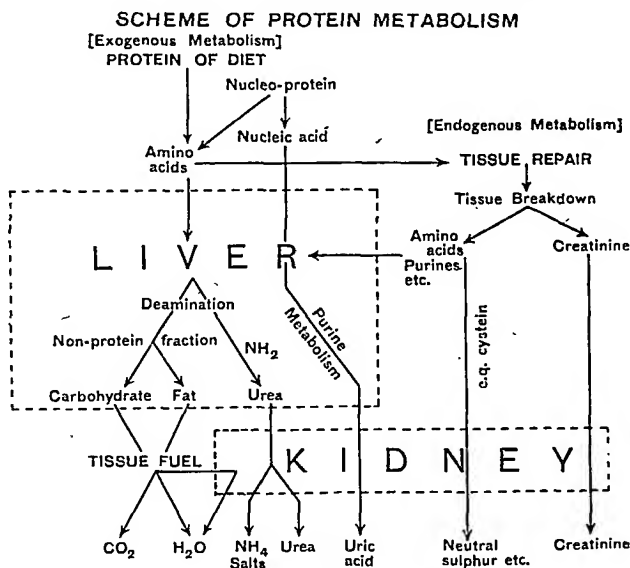 SCHEME OF PROTEIN METABOLISM
[Exogenous Metabolism]
PROTEIN OF DIET
Nucleo-protein
Nucleic acid
[Endogenous Metabolism]
Amino
acids
TISSUE REPAIR
Tissue Breakdown
LIVER
Amino
acids
Purines
etc.
Creatinine
Deamination
Non-protein fraction
NH2
Purine
Metabolism
e.q. cystein
Carbohydrate Fat Urea
TISSUE FUEL
KIDNEY
CO2
H2O
NH4
Salts
Urea
Uric
acid
Neutral
sulphur etc.
Creatinine